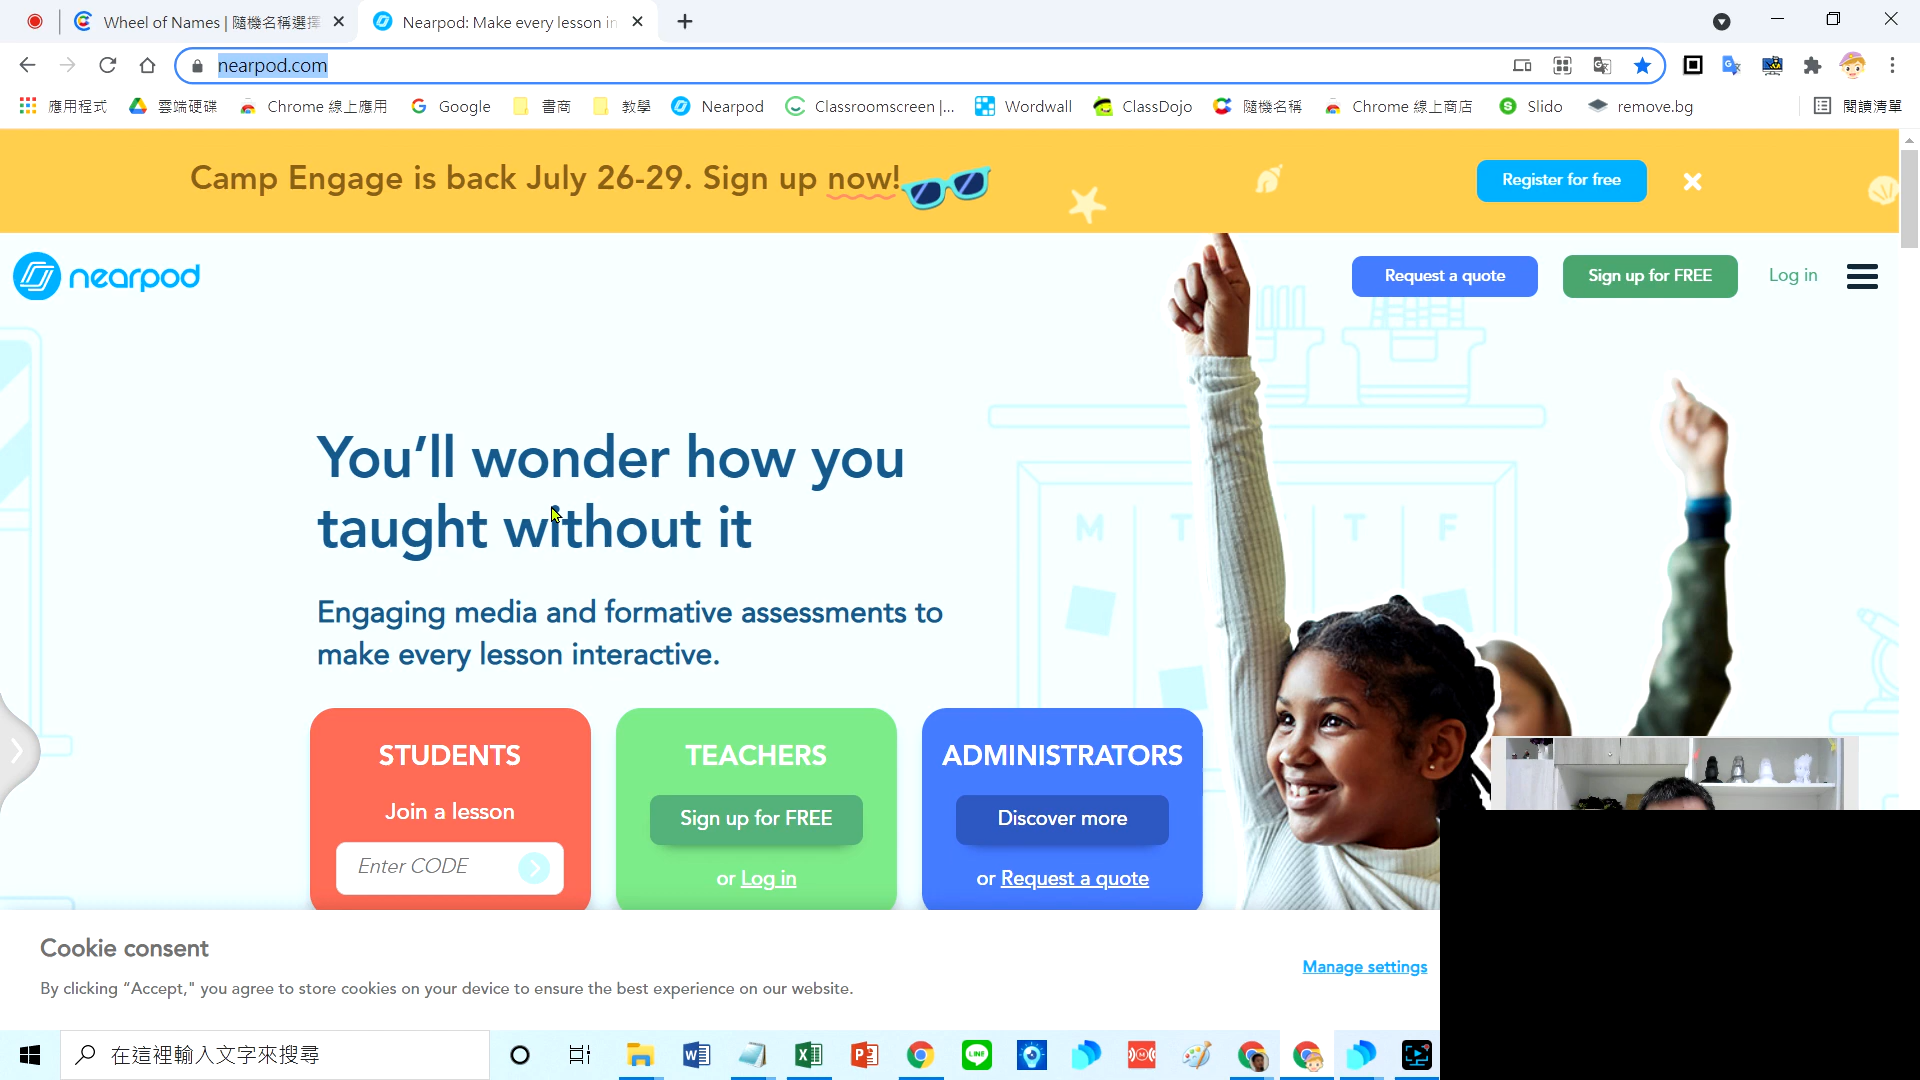 Wheel of Names | 隨機名稱選擇
Nearpod: Make every lesson in
nearpod.com
應用程式
雲端硬碟
Chrome 線上應用
Google
書商
教學
Nearpod
Classroomscreen |...
Wordwall
ClassDojo
隨機名稱
Chrome 線上商店
Slido
remove.bg
閱讀清單
Camp Engage is back July 26-29. Sign up now!
Register for free
nearpod
Request a quote
Sign up for FREE
Log in
You'll wonder how you
taught without it
M T T F
Engaging media and formative assessments to
make every lesson interactive.
STUDENTS
Join a lesson
Enter CODE
TEACHERS
Sign up for FREE
or Log in
ADMINISTRATORS
Discover more
or Request a quote
Cookie consent
By clicking “Accept,” you agree to store cookies on your device to ensure the best experience on our website.
Manage settings
在這裡輸入文字來搜尋
LINE